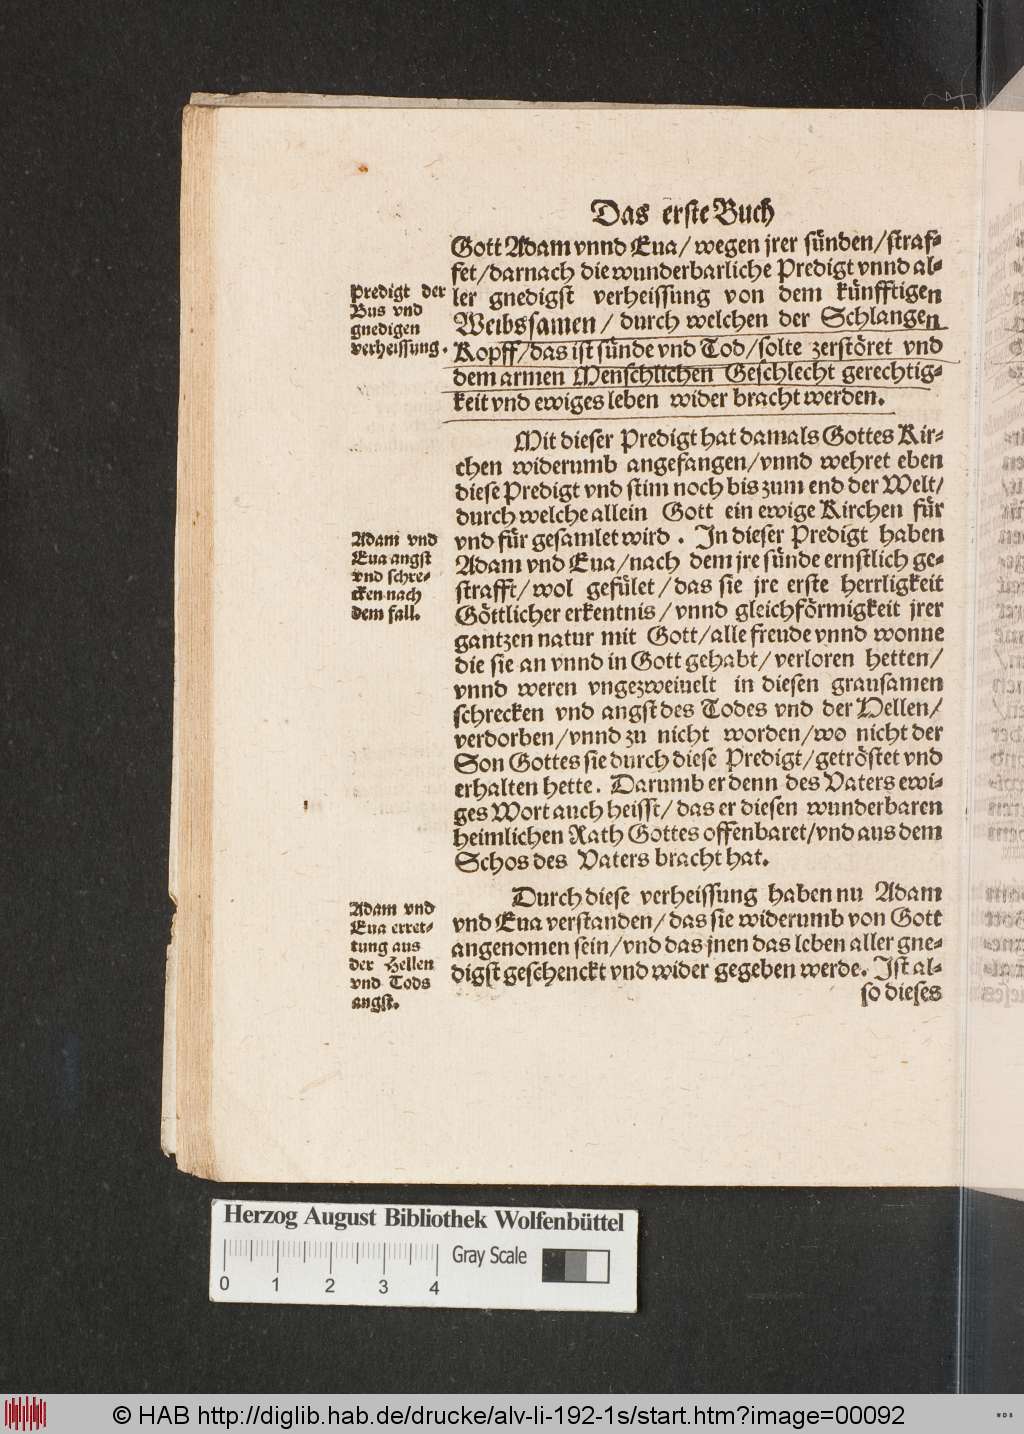 Das erste Buch
Gott Adam vnnd Eua/ wegen jrer sünden/ straf-
fet/ darnach die wunderbarliche Predigt vnnd al-
ler gnedigst verheissung von dem künfftigen
Weibssamen/ durch welchen der Schlangen
Kopff/ das ist sünde vnd Tod/ solte zerstöret vnd
dem armen Menschlichen Geschlecht gerechtig-
keit vnd ewiges leben wider bracht werden.
Predigt der
Bus vnd
gnedigen
verheissung.
Mit dieser Predigt hat damals Gottes Kir-
chen widerumb angefangen/ vnnd wehret eben
diese Predigt vnd stim noch bis zum end der Welt/
durch welche allein Gott ein ewige Kirchen für
vnd für gesamlet wird. In dieser Predigt haben
Adam vnd Eua/ nach dem jre sünde ernstlich ge-
strafft/ wol gefület/ das sie jre erste herrligkeit
Göttlicher erkentnis/ vnnd gleichförmigkeit jrer
gantzen natur mit Gott/ alle freude vnnd wonne
die sie an vnnd in Gott gehabt/ verloren hetten/
vnnd weren vngezweiuelt in diesen grausamen
schrecken vnd angst des Todes vnd der Hellen/
verdorben/ vnnd zu nicht worden/ wo nicht der
Son Gottes sie durch diese Predigt/ getröstet vnd
erhalten hette. Darumb er denn des Vaters ewi-
ges Wort auch heisst/ das er diesen wunderbaren
heimlichen Rath Gottes offenbaret/ vnd aus dem
Schos des Vaters bracht hat.
Adam vnd
Eua angst
vnd schre-
cken nach
dem fall.
Durch diese verheissung haben nu Adam
vnd Eua verstanden/ das sie widerumb von Gott
angenomen sein/ vnd das jnen das leben aller gne-
digst geschenckt vnd wider gegeben werde. Ist al-
so dieses
Adam vnd
Eua erret-
tung aus
der Hellen
vnd Tods
angst.
Herzog August Bibliothek Wolfenbüttel
0 1 2 3 4
Gray Scale
© HAB http://diglib.hab.de/drucke/alv-li-192-1s/start.htm?image=00092